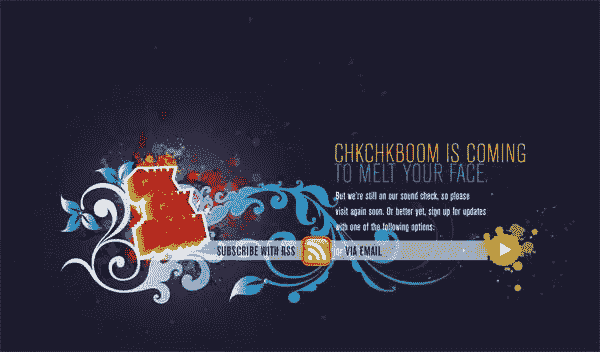 CHKCHKBOOM IS COMING
TO MELT YOUR FACE.
But we're still on our sound check, so please
visit again soon. Or better yet, sign up for updates
with one of the following options:
SUBSCRIBE WITH RSS or VIA EMAIL